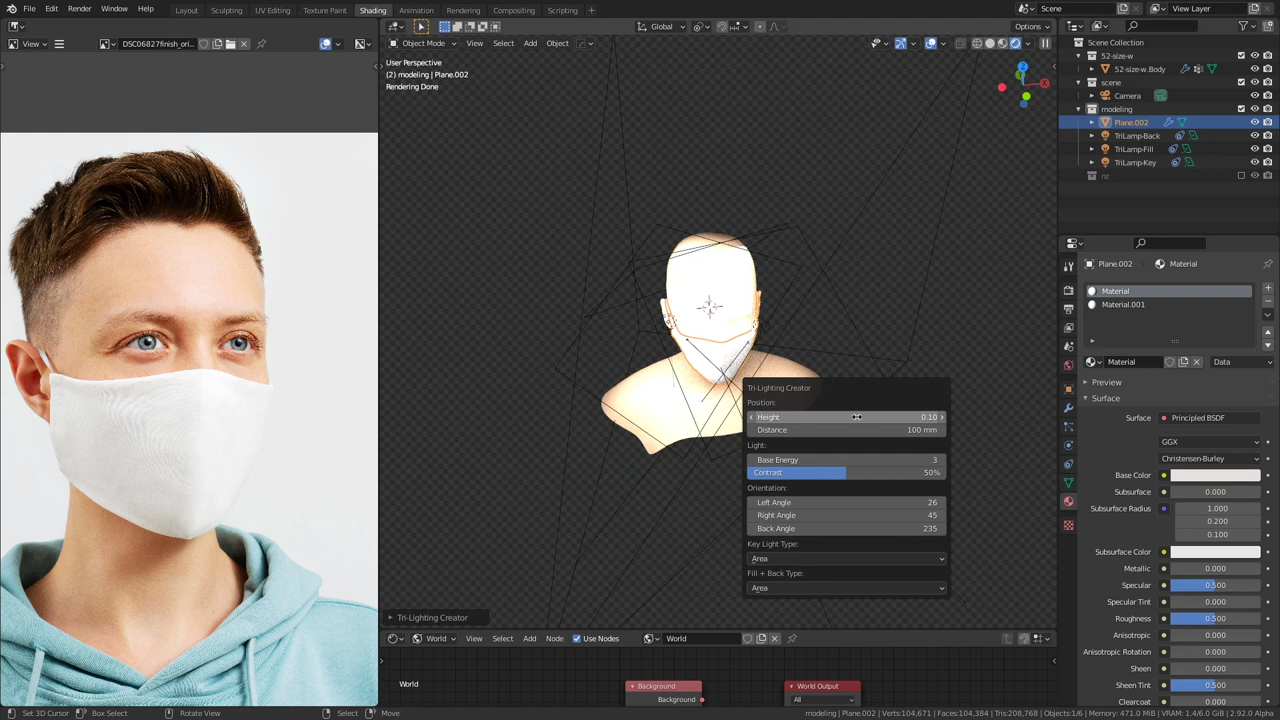 File Edit Render Window Help Layout Sculpting UV Editing Texture Paint Shading Animation Rendering Compositing Scripting + Scene View Layer
Global Options
View DSC06827finish_ori... Object Mode View Select Add Object
User Perspective
(2) modeling | Plane.002
Rendering Done
Z
X
Scene Collection
52-size-w
52-size-w.Body
scene
Camera
modeling
Plane.002
TriLamp-Back
TriLamp-Fill
TriLamp-Key
nz
Plane.002 Material
Material
Material.001
Material Data
Preview
Surface
Surface Principled BSDF
GGX
Christensen-Burley
Base Color
Subsurface 0.000
Subsurface Radius 1.000
0.200
0.100
Subsurface Color
Metallic 0.000
Specular 0.500
Specular Tint 0.000
Roughness 0.500
Anisotropic 0.000
Anisotropic Rotation 0.000
Sheen 0.000
Sheen Tint 0.500
Clearcoat 0.000
Tri-Lighting Creator
Position:
Height 0.10
Distance 100 mm
Light:
Base Energy 3
Contrast 50%
Orientation:
Left Angle 26
Right Angle 45
Back Angle 235
Key Light Type:
Area
Fill + Back Type:
Area
Tri-Lighting Creator
World View Select Add Node Use Nodes World
World
Background World Output
Background All
Set 3D Cursor Box Select Rotate View Select Move modeling | Plane.002 | Verts:104,671 | Faces:104,384 | Tris:208,768 | Objects:1/6 | Mem: 471.0 MiB | VRAM: 1.4/6.0 GiB | 2.92.0 Alpha